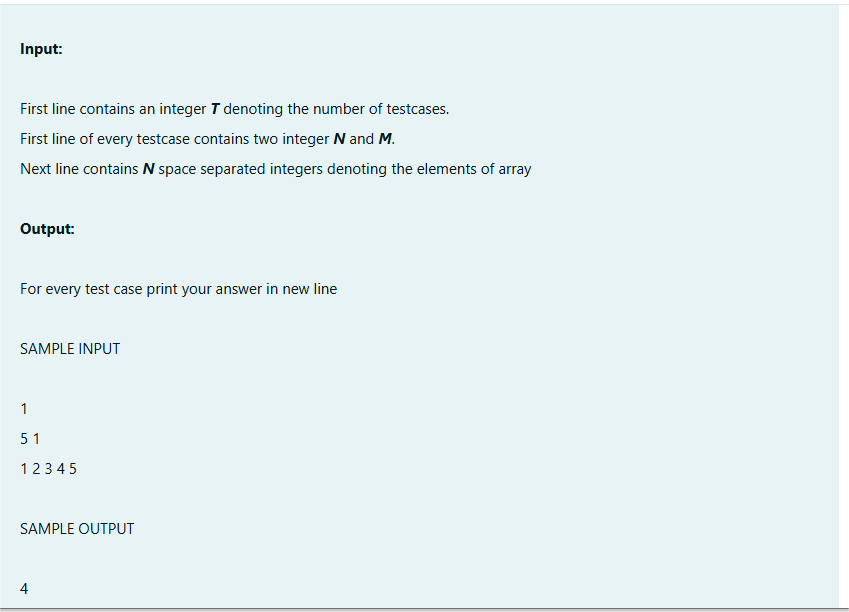 Input:
First line contains an integer T denoting the number of testcases.
First line of every testcase contains two integer N and M.
Next line contains N space separated integers denoting the elements of array
Output:
For every test case print your answer in new line
SAMPLE INPUT
1
5 1
1 2 3 4 5
SAMPLE OUTPUT
4